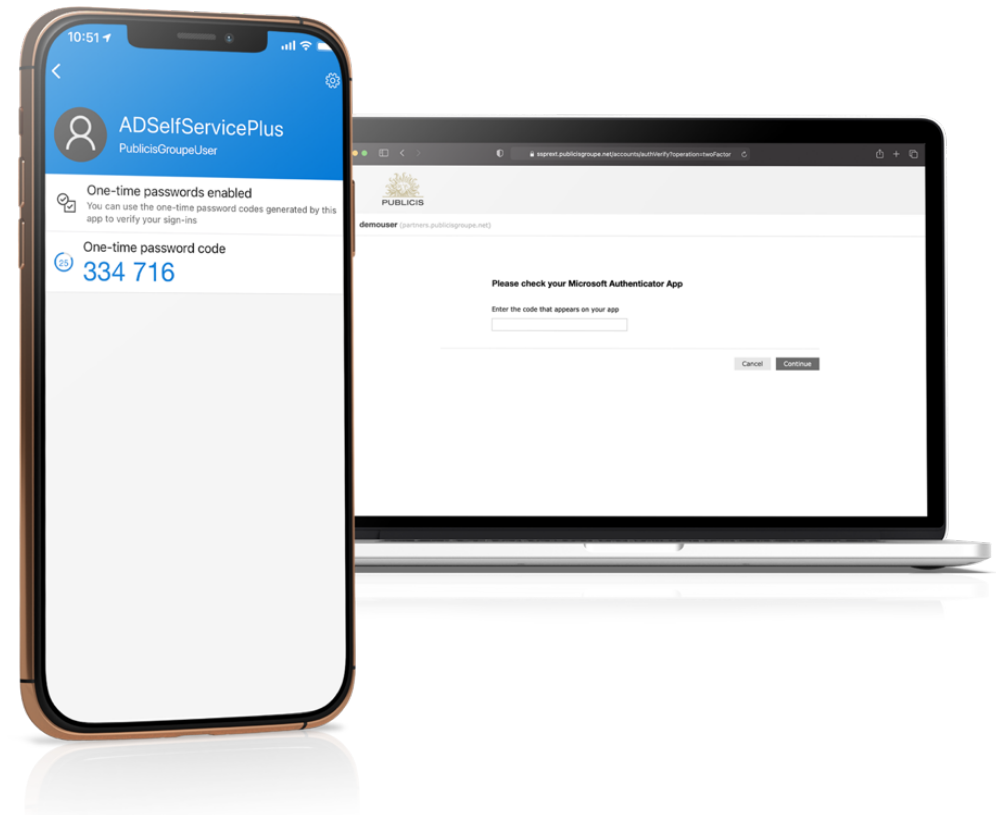 10:51
ADSelfServicePlus
PublicisGroupeUser
One-time passwords enabled
You can use the one-time password codes generated by this
app to verify your sign-ins
One-time password code
25
334 716
ssprext.publicisgroupe.net/accounts/authVerify?operation=twoFactor
PUBLICIS
demouser (partners.publicisgroupe.net)
Please check your Microsoft Authenticator App
Enter the code that appears on your app
Cancel Continue